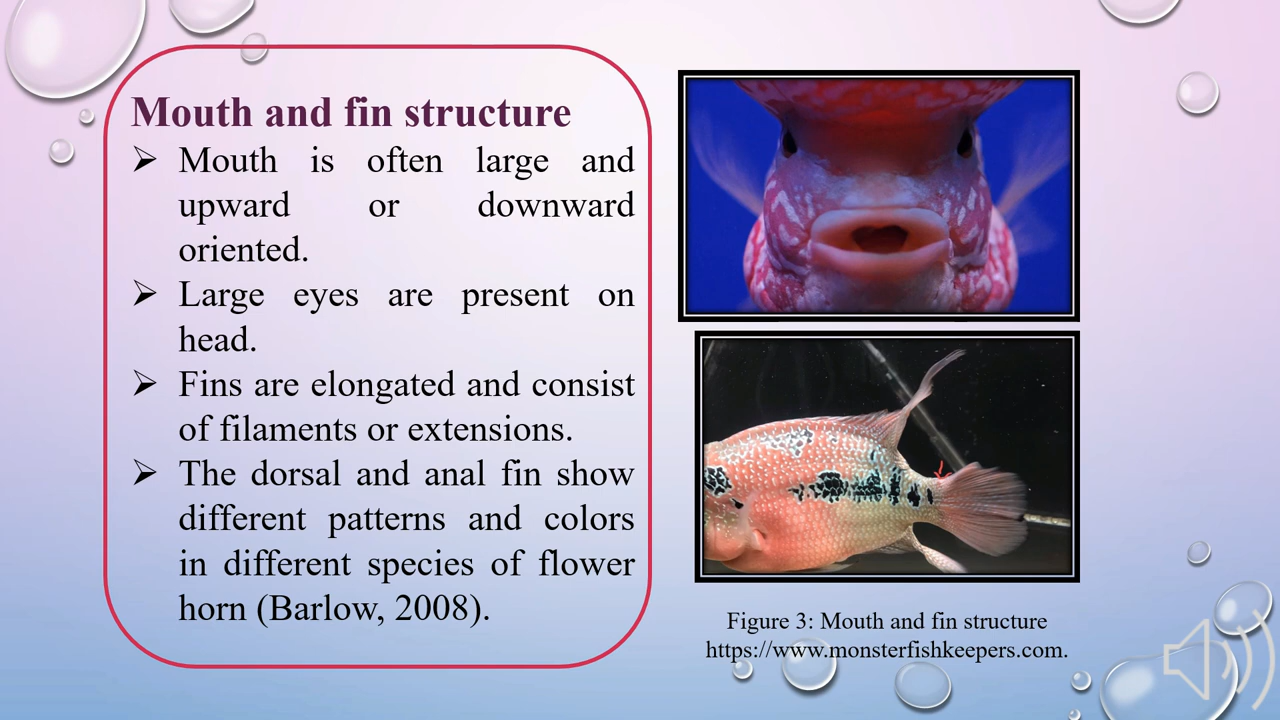 Mouth and fin structure
➢ Mouth is often large and
upward or downward
oriented.
➢ Large eyes are present on
head.
➢ Fins are elongated and consist
of filaments or extensions.
➢ The dorsal and anal fin show
different patterns and colors
in different species of flower
horn (Barlow, 2008).
Figure 3: Mouth and fin structure
https://www.monsterfishkeepers.com.